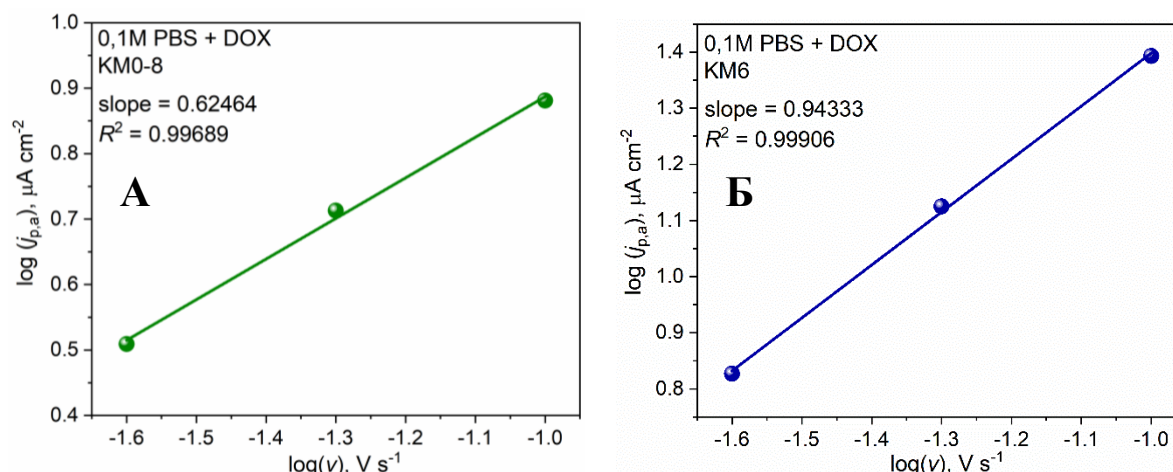 0,1M PBS + DOX
KM0-8
slope = 0.62464
R² = 0.99689
А
log (jp,a), μA cm-2
1.0
0.9
0.8
0.7
0.6
0.5
0.4
-1.6 -1.5 -1.4 -1.3 -1.2 -1.1 -1.0
log(v), V s-1
0,1M PBS + DOX
KM6
slope = 0.94333
R² = 0.99906
Б
log (jp,a), μA cm-2
1.4
1.3
1.2
1.1
1.0
0.9
0.8
-1.6 -1.5 -1.4 -1.3 -1.2 -1.1 -1.0
log(v), V s-1